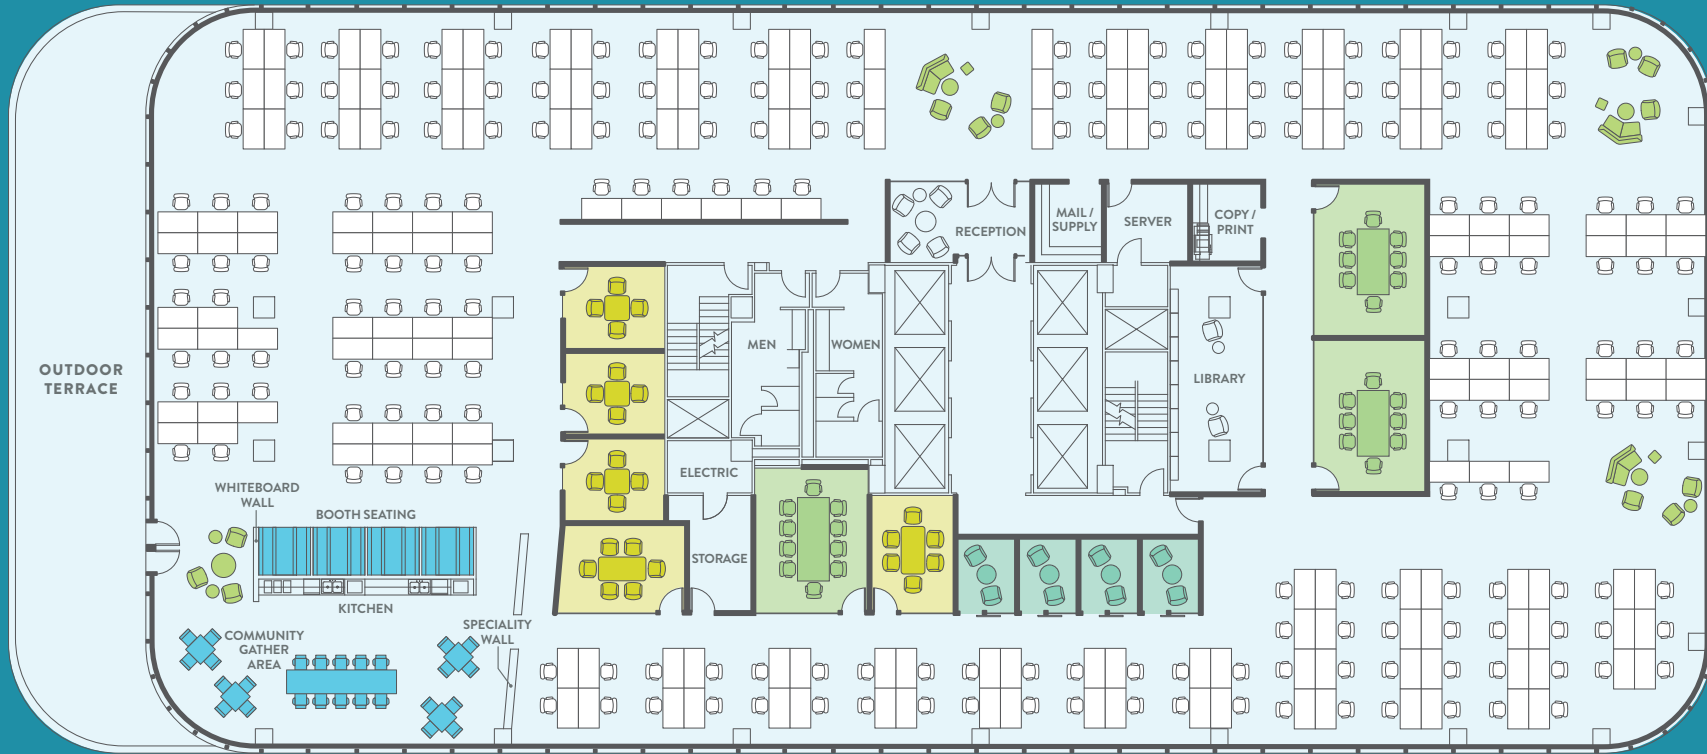 MAIL /
SUPPLY
SERVER
COPY /
PRINT
RECEPTION
MEN
WOMEN
LIBRARY
OUTDOOR
TERRACE
ELECTRIC
WHITEBOARD
WALL
BOOTH SEATING
STORAGE
KITCHEN
COMMUNITY
GATHER
AREA
SPECIALITY
WALL